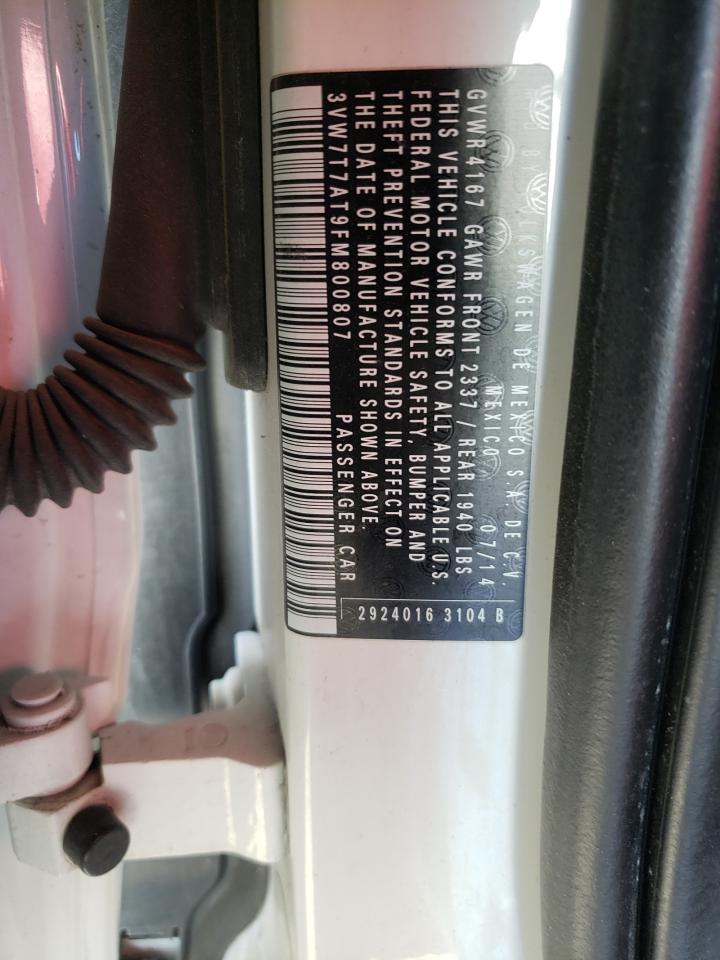 BY VOLKSWAGEN DE MEXICO S.A. DE C.V.
MEXICO 07/14
GVWR 4167 GAWR FRONT 2337 / REAR 1940 LBS
THIS VEHICLE CONFORMS TO ALL APPLICABLE U.S.
FEDERAL MOTOR VEHICLE SAFETY, BUMPER AND
THEFT PREVENTION STANDARDS IN EFFECT ON
THE DATE OF MANUFACTURE SHOWN ABOVE.
3VW7T7AT9FM800807 PASSENGER CAR
2924016 3104 B